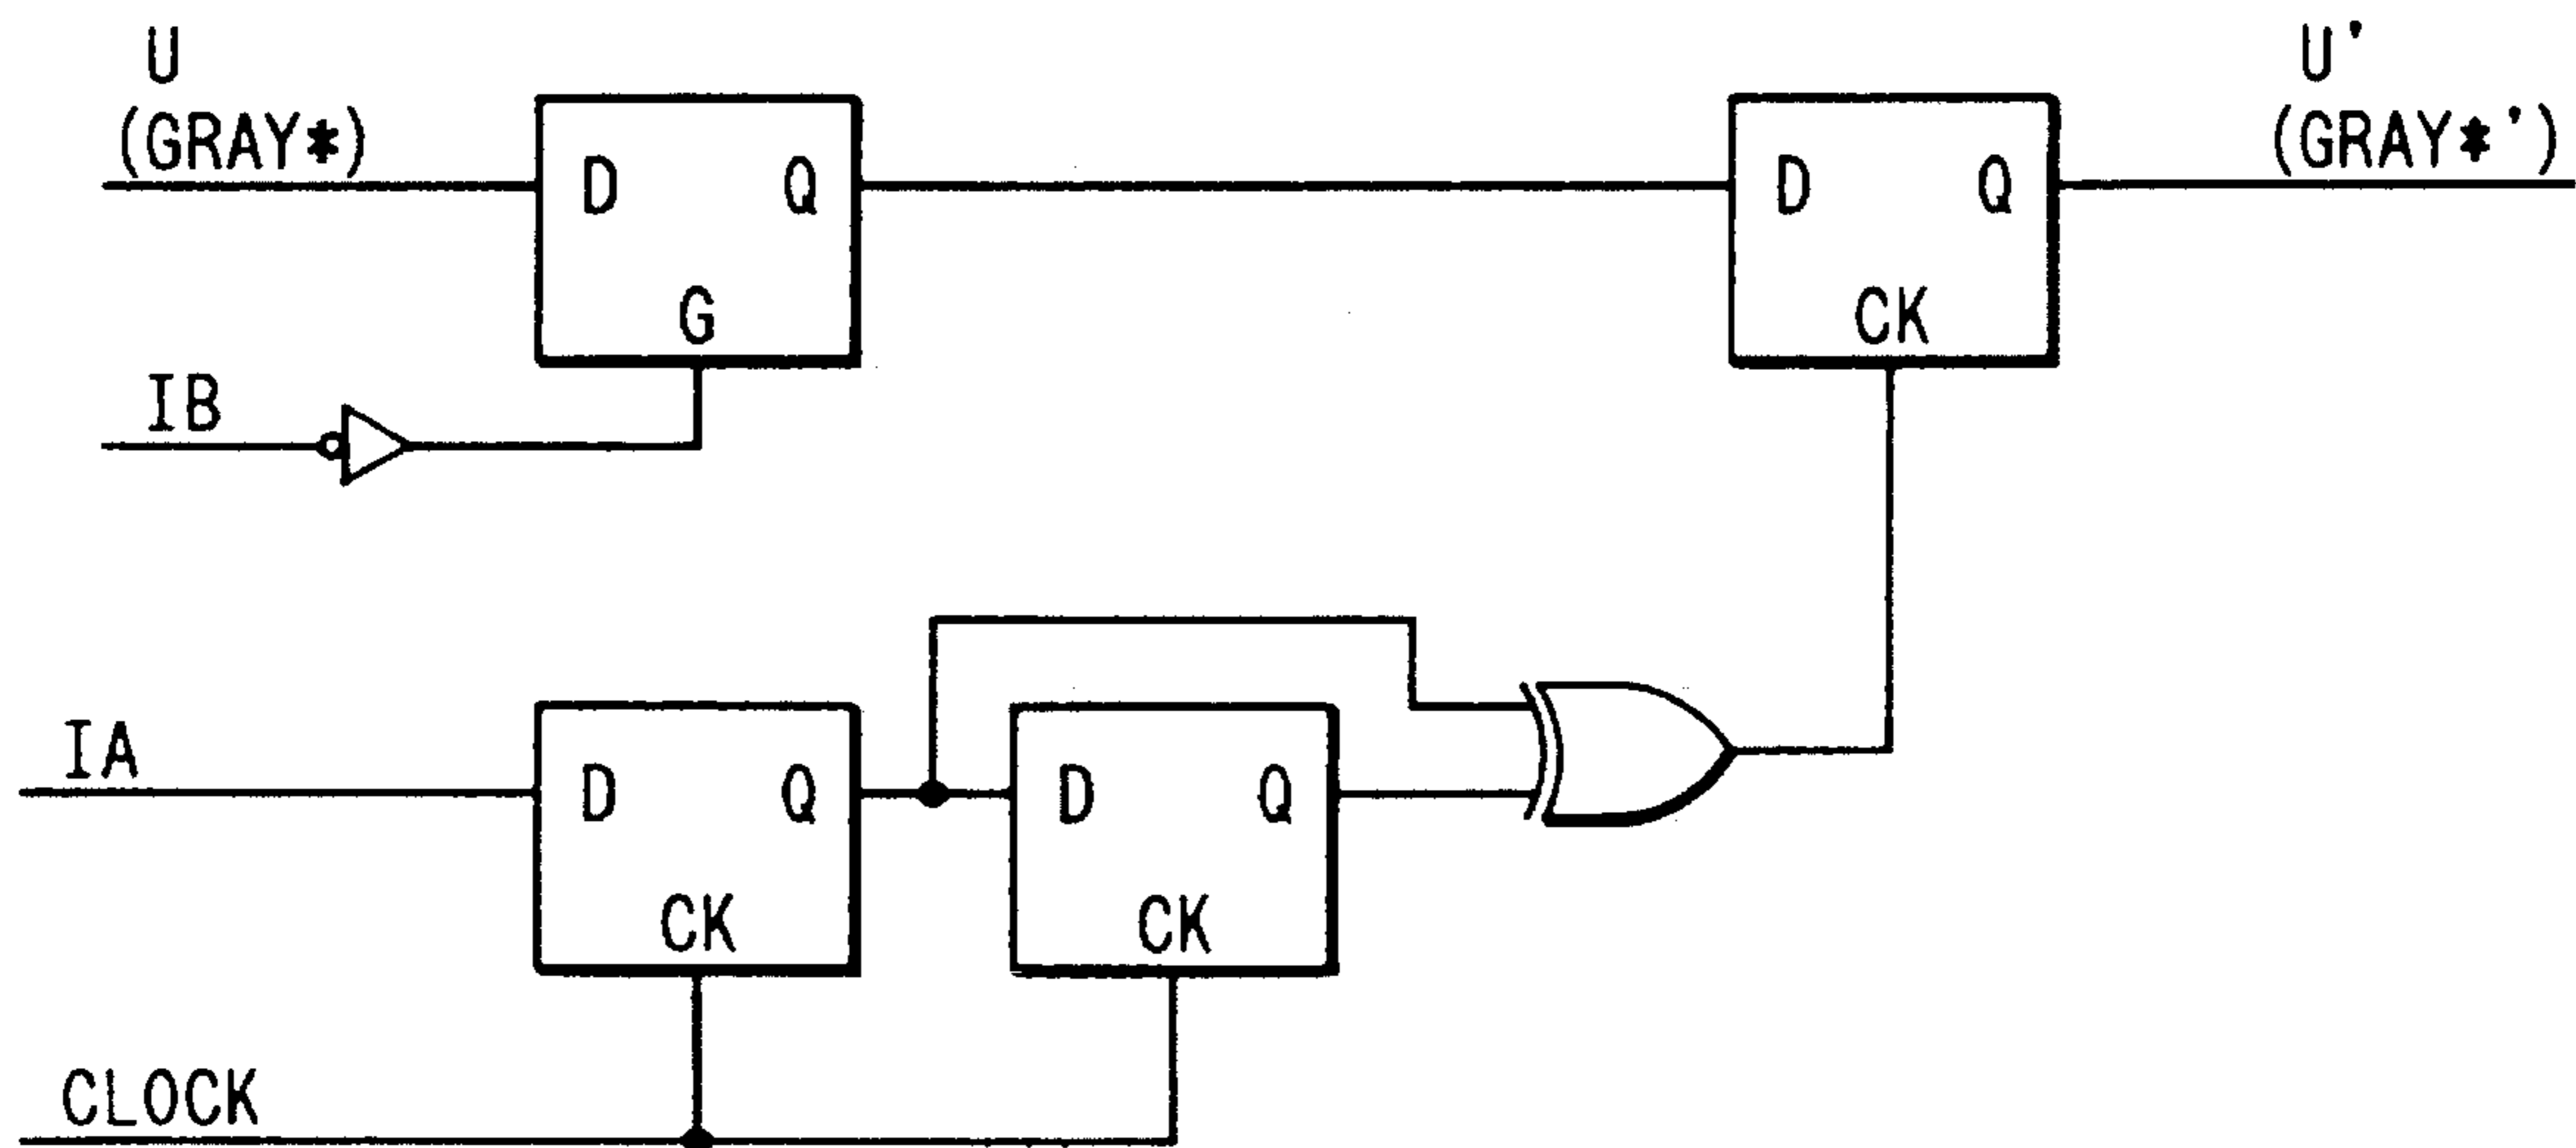 U
(GRAY*)
U'
(GRAY*')
D Q
G
D Q
CK
IB
IA
D Q
CK
D Q
CK
CLOCK